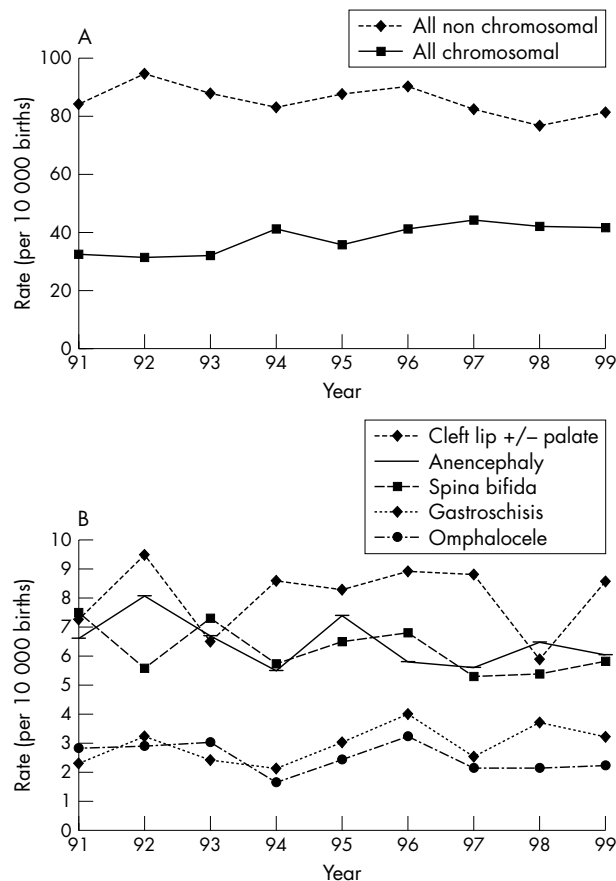 A
All non chromosomal
All chromosomal
100
80
60
40
20
0
Rate (per 10 000 births)
91 92 93 94 95 96 97 98 99
Year
Cleft lip +/– palate
Anencephaly
Spina bifida
Gastroschisis
Omphalocele
B
10
9
8
7
6
5
4
3
2
1
0
Rate (per 10 000 births)
91 92 93 94 95 96 97 98 99
Year